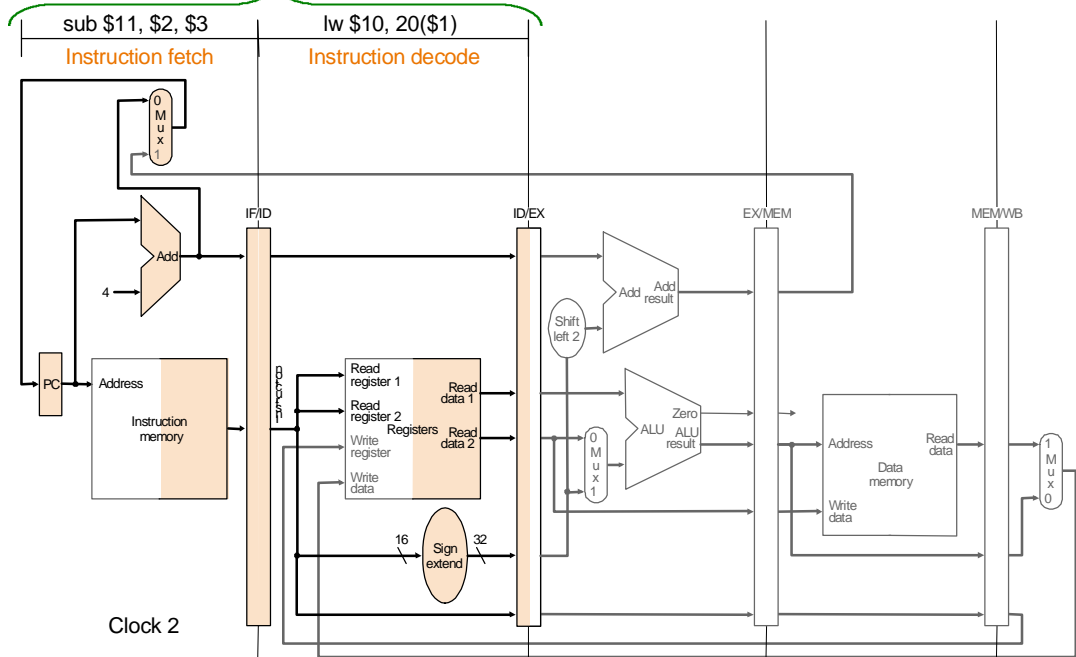 sub $11, $2, $3
lw $10, 20($1)
Instruction fetch
Instruction decode
0
M
u
x
1
IF/ID
ID/EX
EX/MEM
MEM/WB
Add
4
Add
Add
result
Shift
left 2
PC
Address
Instruction
memory
Read
register 1
Read
register 2
Write
register
Write
data
Registers
Read
data 1
Read
data 2
Zero
ALU
ALU
result
0
M
u
x
1
Address
Read
data
Data
memory
Write
data
1
M
u
x
0
16
Sign
extend
32
Clock 2